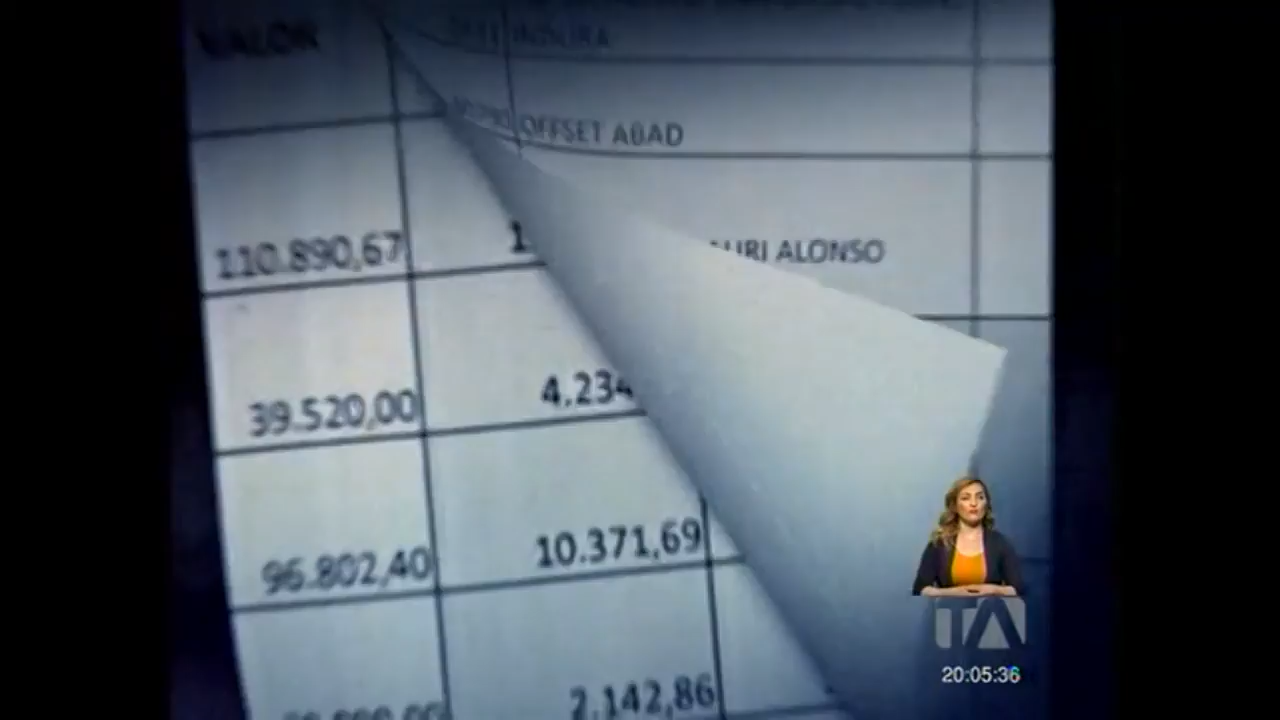 VALOR
OFFSET ABAD
110.890,67
ALONSO
39.520,00
4.234
96.802,40
10.371,69
2.142,86
TA
20:05:36